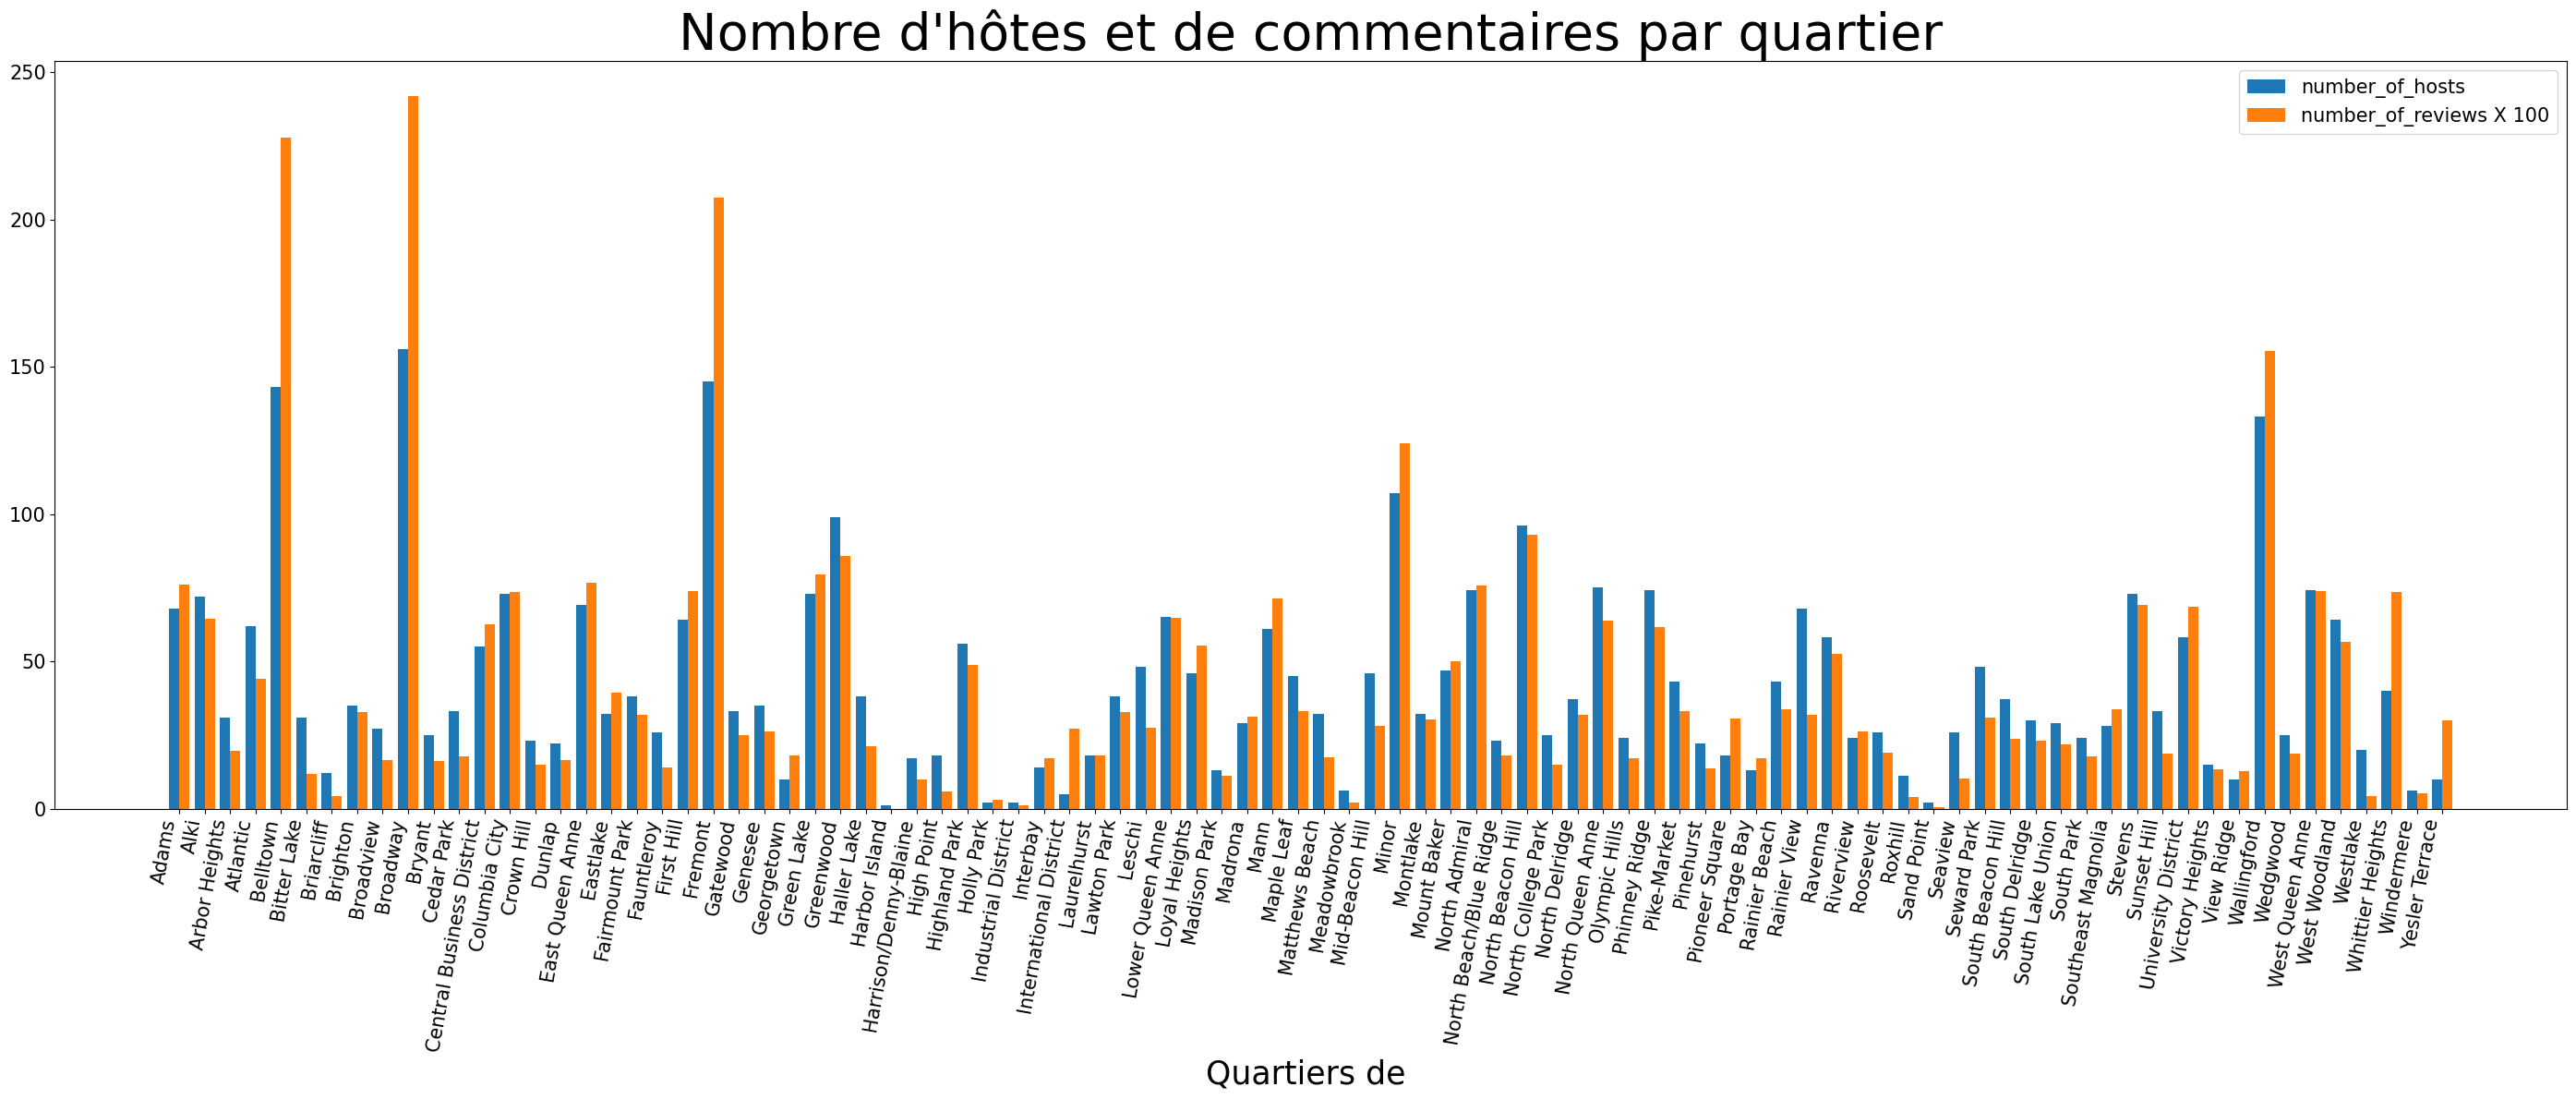 Nombre d'hôtes et de commentaires par quartier
number_of_hosts
number_of_reviews X 100
250
200
150
100
50
0
Adams
Alki
Arbor Heights
Atlantic
Belltown
Bitter Lake
Briarcliff
Brighton
Broadview
Broadway
Bryant
Cedar Park
Central Business District
Columbia City
Crown Hill
Dunlap
East Queen Anne
Eastlake
Fairmount Park
Fauntleroy
First Hill
Fremont
Gatewood
Genesee
Georgetown
Green Lake
Greenwood
Haller Lake
Harbor Island
Harrison/Denny-Blaine
High Point
Highland Park
Holly Park
Industrial District
Interbay
International District
Laurelhurst
Lawton Park
Leschi
Lower Queen Anne
Loyal Heights
Madison Park
Madrona
Mann
Maple Leaf
Matthews Beach
Meadowbrook
Mid-Beacon Hill
Minor
Montlake
Mount Baker
North Admiral
North Beach/Blue Ridge
North Beacon Hill
North College Park
North Delridge
North Queen Anne
Olympic Hills
Phinney Ridge
Pike-Market
Pinehurst
Pioneer Square
Portage Bay
Rainier Beach
Rainier View
Ravenna
Riverview
Roosevelt
Roxhill
Sand Point
Seaview
Seward Park
South Beacon Hill
South Delridge
South Lake Union
South Park
Southeast Magnolia
Stevens
Sunset Hill
University District
Victory Heights
View Ridge
Wallingford
Wedgwood
West Queen Anne
West Woodland
Westlake
Whittier Heights
Windermere
Yesler Terrace
Quartiers de